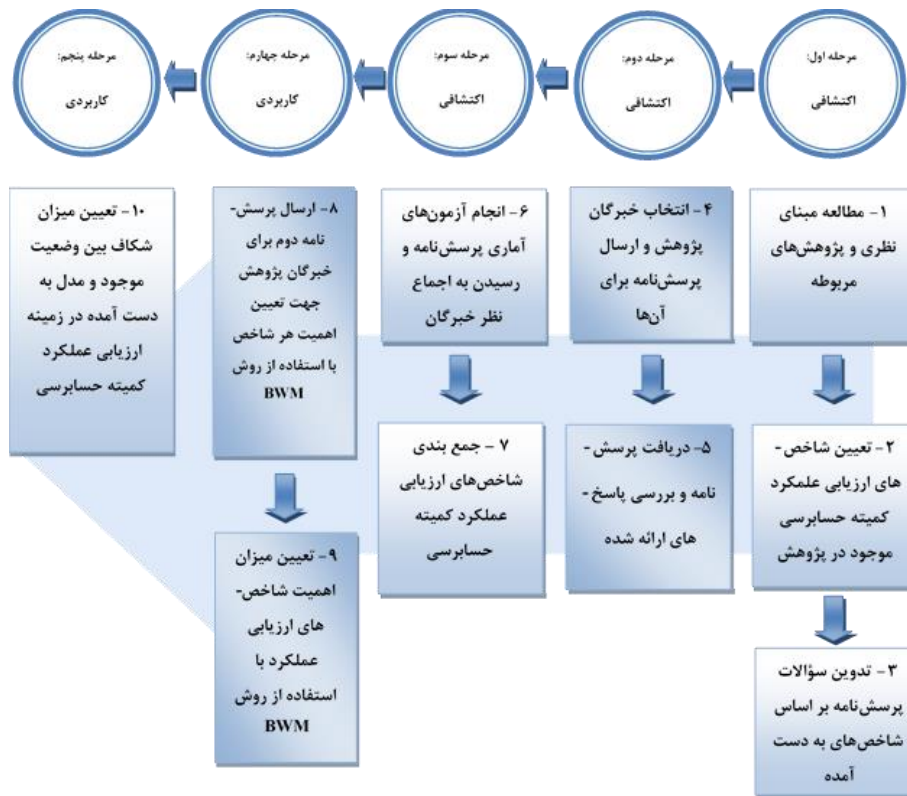 مرحله اول:
اکتشافی
مرحله دوم:
اکتشافی
مرحله سوم:
اکتشافی
مرحله چهارم:
کاربردی
مرحله پنجم:
کاربردی
۱- مطالعه مبنای
نظری و پژوهش‌های
مربوطه
۲- تعیین شاخص-
های ارزیابی علمکرد
کمیته حسابرسی
موجود در پژوهش
۳- تدوین سؤالات
پرسش‌نامه بر اساس
شاخص‌های به دست
آمده
۴- انتخاب خبرگان
پژوهش و ارسال
پرسش‌نامه برای
آن‌ها
۵- دریافت پرسش-
نامه و بررسی پاسخ-
های ارائه شده
۶- انجام آزمون‌های
آماری پرسش‌نامه و
رسیدن به اجماع
نظر خبرگان
۷- جمع بندی
شاخص‌های ارزیابی
عملکرد کمیته
حسابرسی
۸- ارسال پرسش-
نامه دوم برای
خبرگان پژوهش
جهت تعیین
اهمیت هر شاخص
با استفاده از روش
BWM
۹- تعیین میزان
اهمیت شاخص-
های ارزیابی
عملکرد با
استفاده از روش
BWM
۱۰- تعیین میزان
شکاف بین وضعیت
موجود و مدل به
دست آمده در زمینه
ارزیابی عملکرد
کمیته حسابرسی